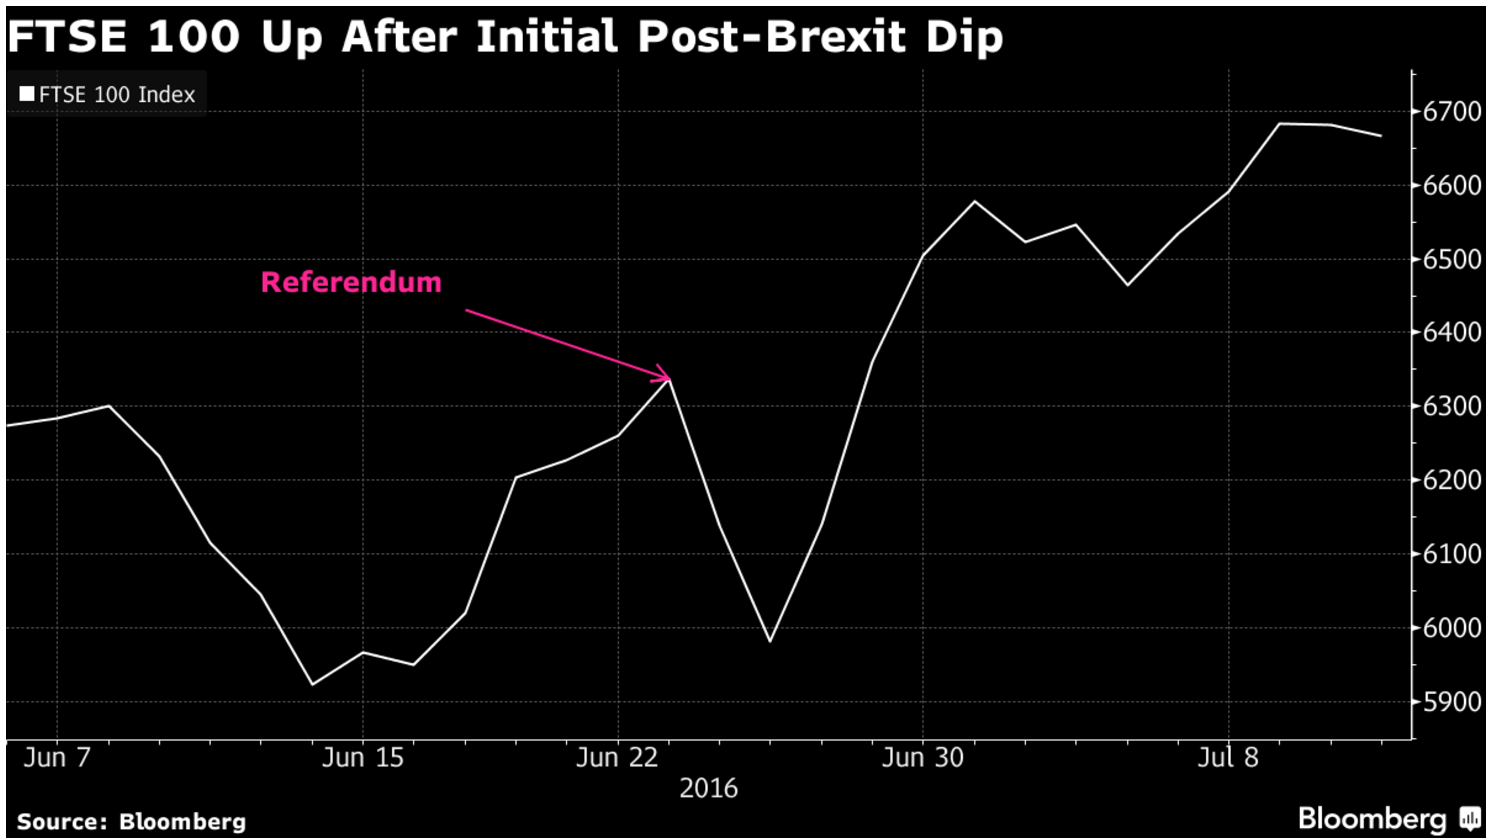 FTSE 100 Up After Initial Post-Brexit Dip
FTSE 100 Index
Referendum
6700
6600
6500
6400
6300
6200
6100
6000
5900
Jun 7 Jun 15 Jun 22 Jun 30 Jul 8
2016
Source: Bloomberg
Bloomberg